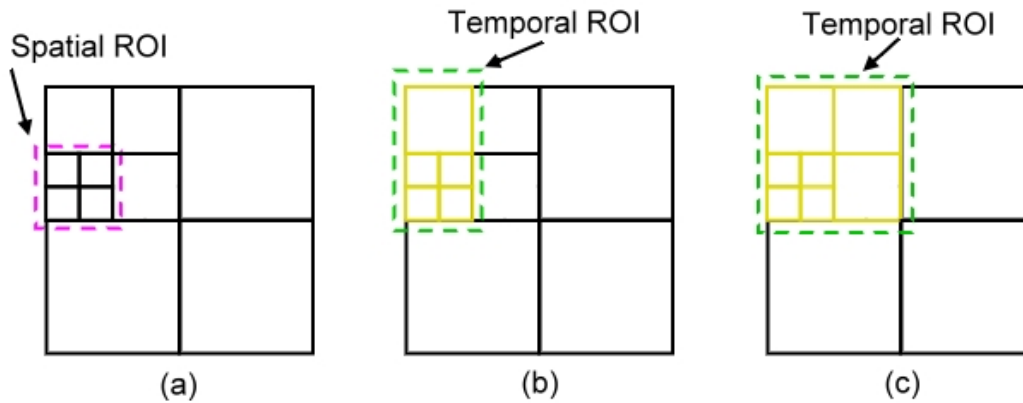 Temporal ROI
Temporal ROI
Spatial ROI
(a)
(b)
(c)